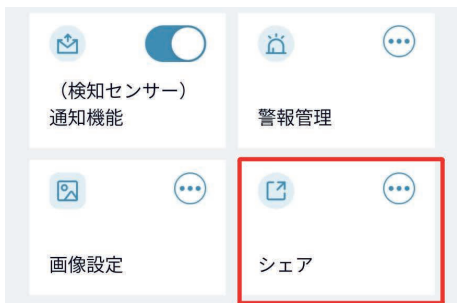 （検知センサー）
通知機能
警報管理
画像設定
シェア